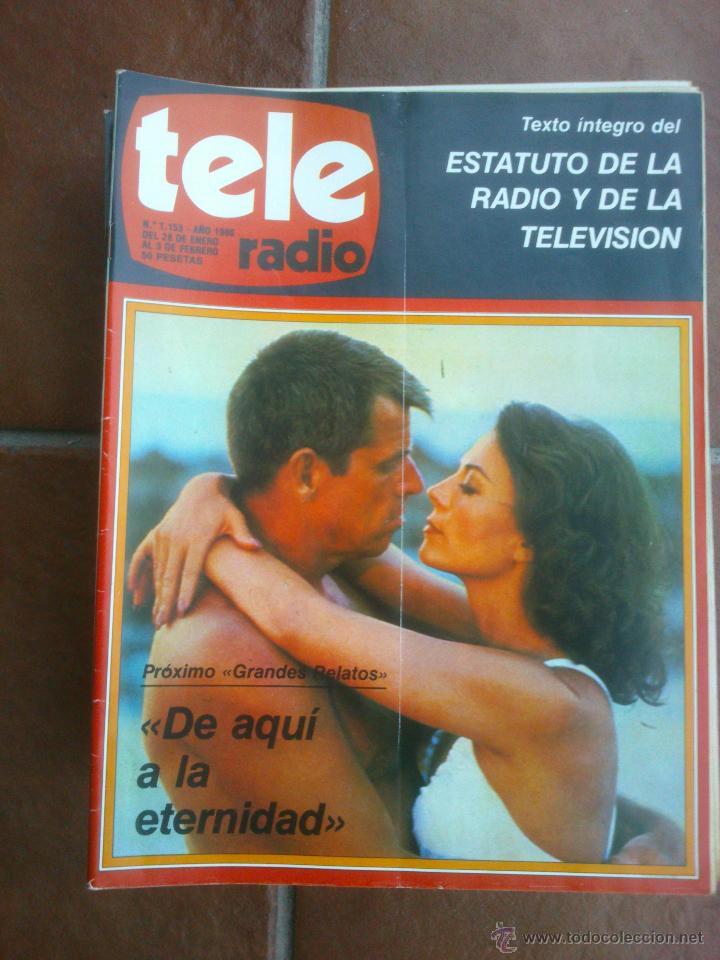 tele
radio
N.º 1.153 - AÑO 1980
DEL 28 DE ENERO
AL 3 DE FEBRERO
50 PESETAS
Texto íntegro del
ESTATUTO DE LA
RADIO Y DE LA
TELEVISION
Próximo «Grandes Relatos»
«De aquí
a la
eternidad»
© www.todocoleccion.net